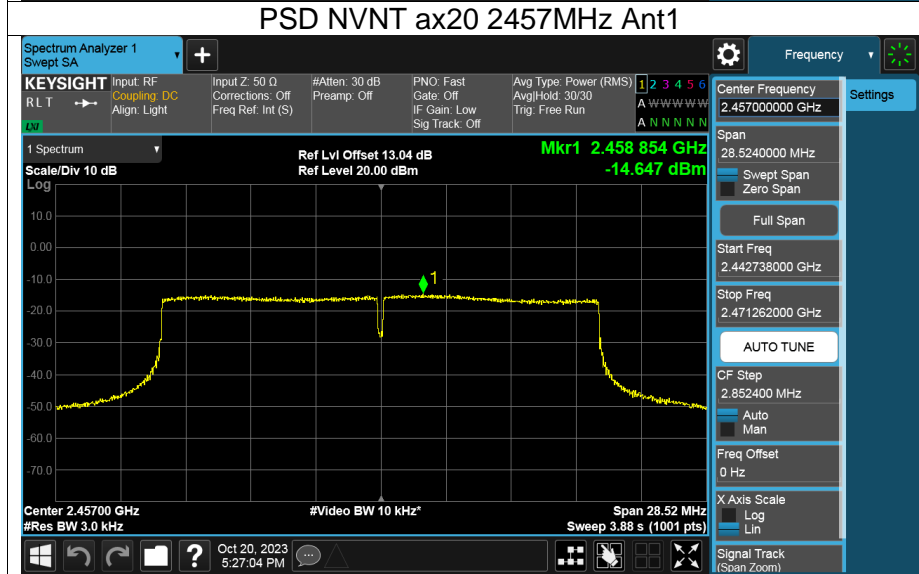 PSD NVNT ax20 2457MHz Ant1
Spectrum Analyzer 1
Swept SA
+
Frequency
KEYSIGHT
R L T
LXI
Input: RF
Coupling: DC
Align: Light
Input Z: 50 Ω
Corrections: Off
Freq Ref: Int (S)
#Atten: 30 dB
Preamp: Off
PNO: Fast
Gate: Off
IF Gain: Low
Sig Track: Off
Avg Type: Power (RMS)
Avg|Hold: 30/30
Trig: Free Run
1 2 3 4 5 6
A W W W W W
A N N N N N
1 Spectrum
Scale/Div 10 dB
Log
Ref Lvl Offset 13.04 dB
Ref Level 20.00 dBm
Mkr1 2.458 854 GHz
-14.647 dBm
10.0
0.00
-10.0
-20.0
-30.0
-40.0
-50.0
-60.0
-70.0
1
Center 2.45700 GHz
#Res BW 3.0 kHz
#Video BW 10 kHz*
Span 28.52 MHz
Sweep 3.88 s (1001 pts)
Center Frequency
2.457000000 GHz
Settings
Span
28.5240000 MHz
Swept Span
Zero Span
Full Span
Start Freq
2.442738000 GHz
Stop Freq
2.471262000 GHz
AUTO TUNE
CF Step
2.852400 MHz
Auto
Man
Freq Offset
0 Hz
X Axis Scale
Log
Lin
Signal Track
(Span Zoom)
?
Oct 20, 2023
5:27:04 PM